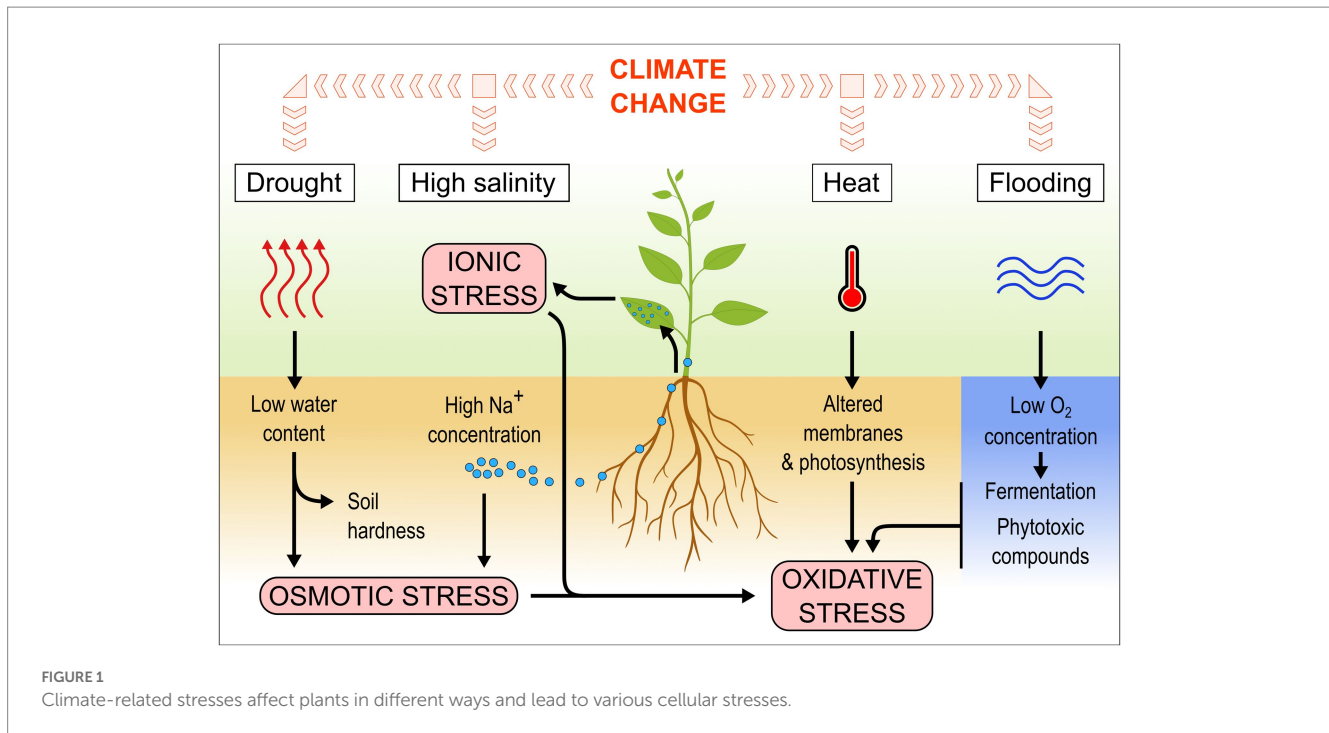 CLIMATE
CHANGE
Drought
High salinity
Heat
Flooding
IONIC
STRESS
Low water
content
High Na⁺
concentration
Altered
membranes
& photosynthesis
Low O₂
concentration
Soil
hardness
Fermentation
Phytotoxic
compounds
OSMOTIC STRESS
OXIDATIVE
STRESS
FIGURE 1
Climate-related stresses affect plants in different ways and lead to various cellular stresses.